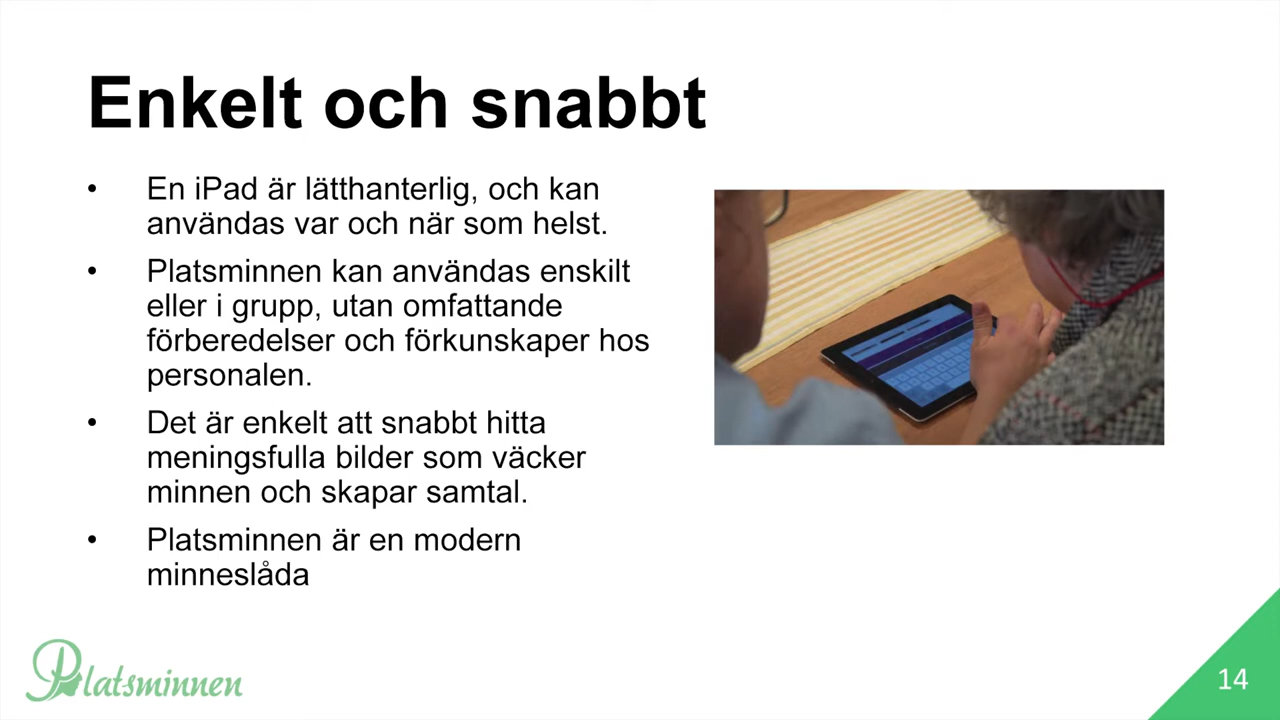 Enkelt och snabbt
• En iPad är lätthanterlig, och kan
användas var och när som helst.
• Platsminnen kan användas enskilt
eller i grupp, utan omfattande
förberedelser och förkunskaper hos
personalen.
• Det är enkelt att snabbt hitta
meningsfulla bilder som väcker
minnen och skapar samtal.
• Platsminnen är en modern
minneslåda
Platsminnen
14